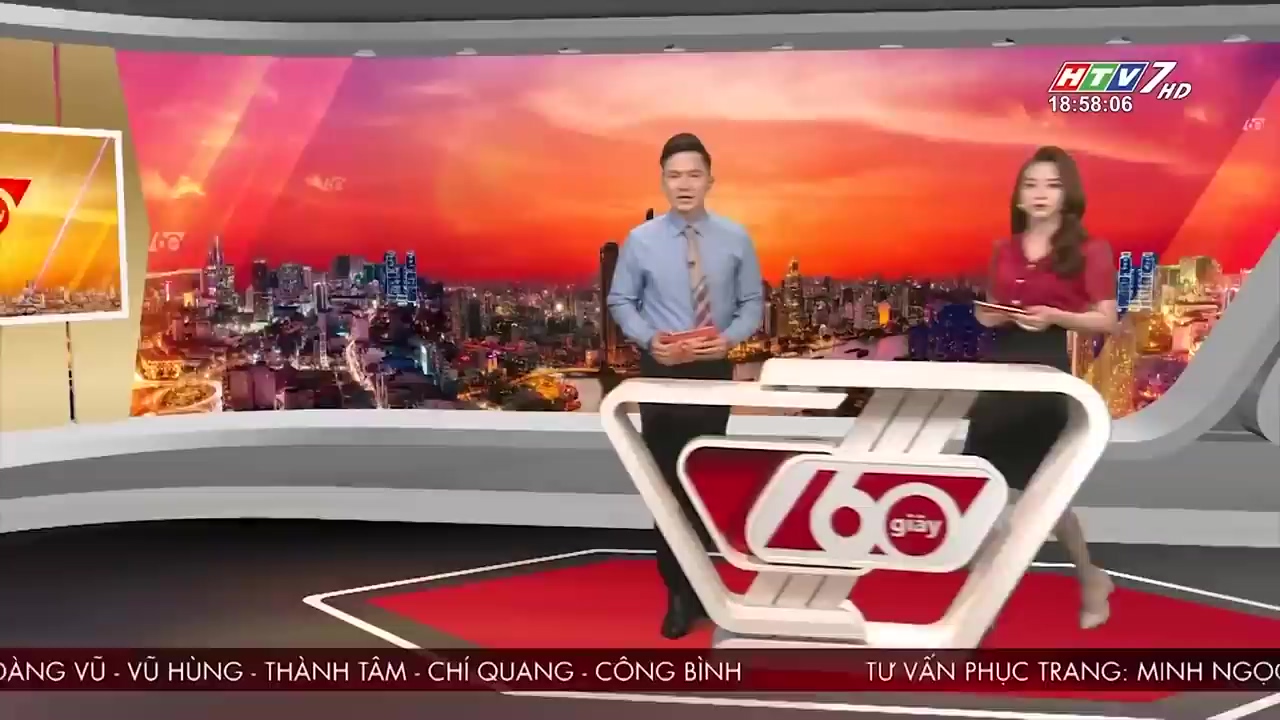 HTV7 HD
18:58:06
60
60 giây
ĐÀNG VŨ - VŨ HÙNG - THÀNH TÂM - CHÍ QUANG - CÔNG BÌNH TƯ VẤN PHỤC TRANG: MINH NGỌC